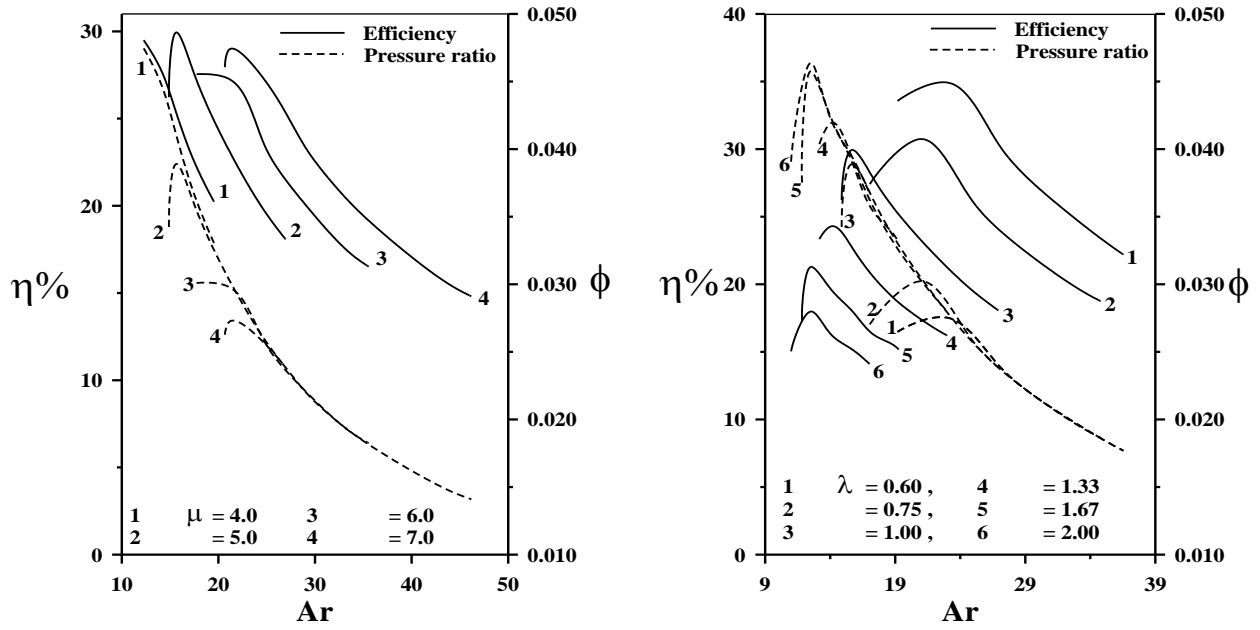 Efficiency
Pressure ratio
30
20
10
0
η%
0.050
0.040
0.030
0.020
0.010
ϕ
1
1
2
2
3
3
4
4
1 μ = 4.0 3 = 6.0
2 = 5.0 4 = 7.0
10 20 30 40 50
Ar
Efficiency
Pressure ratio
40
30
20
10
0
η%
0.050
0.040
0.030
0.020
0.010
ϕ
6
4
5
3
1
2
2
1
3
4
5
6
1 λ = 0.60 , 4 = 1.33
2 = 0.75 , 5 = 1.67
3 = 1.00 , 6 = 2.00
9 19 29 39
Ar